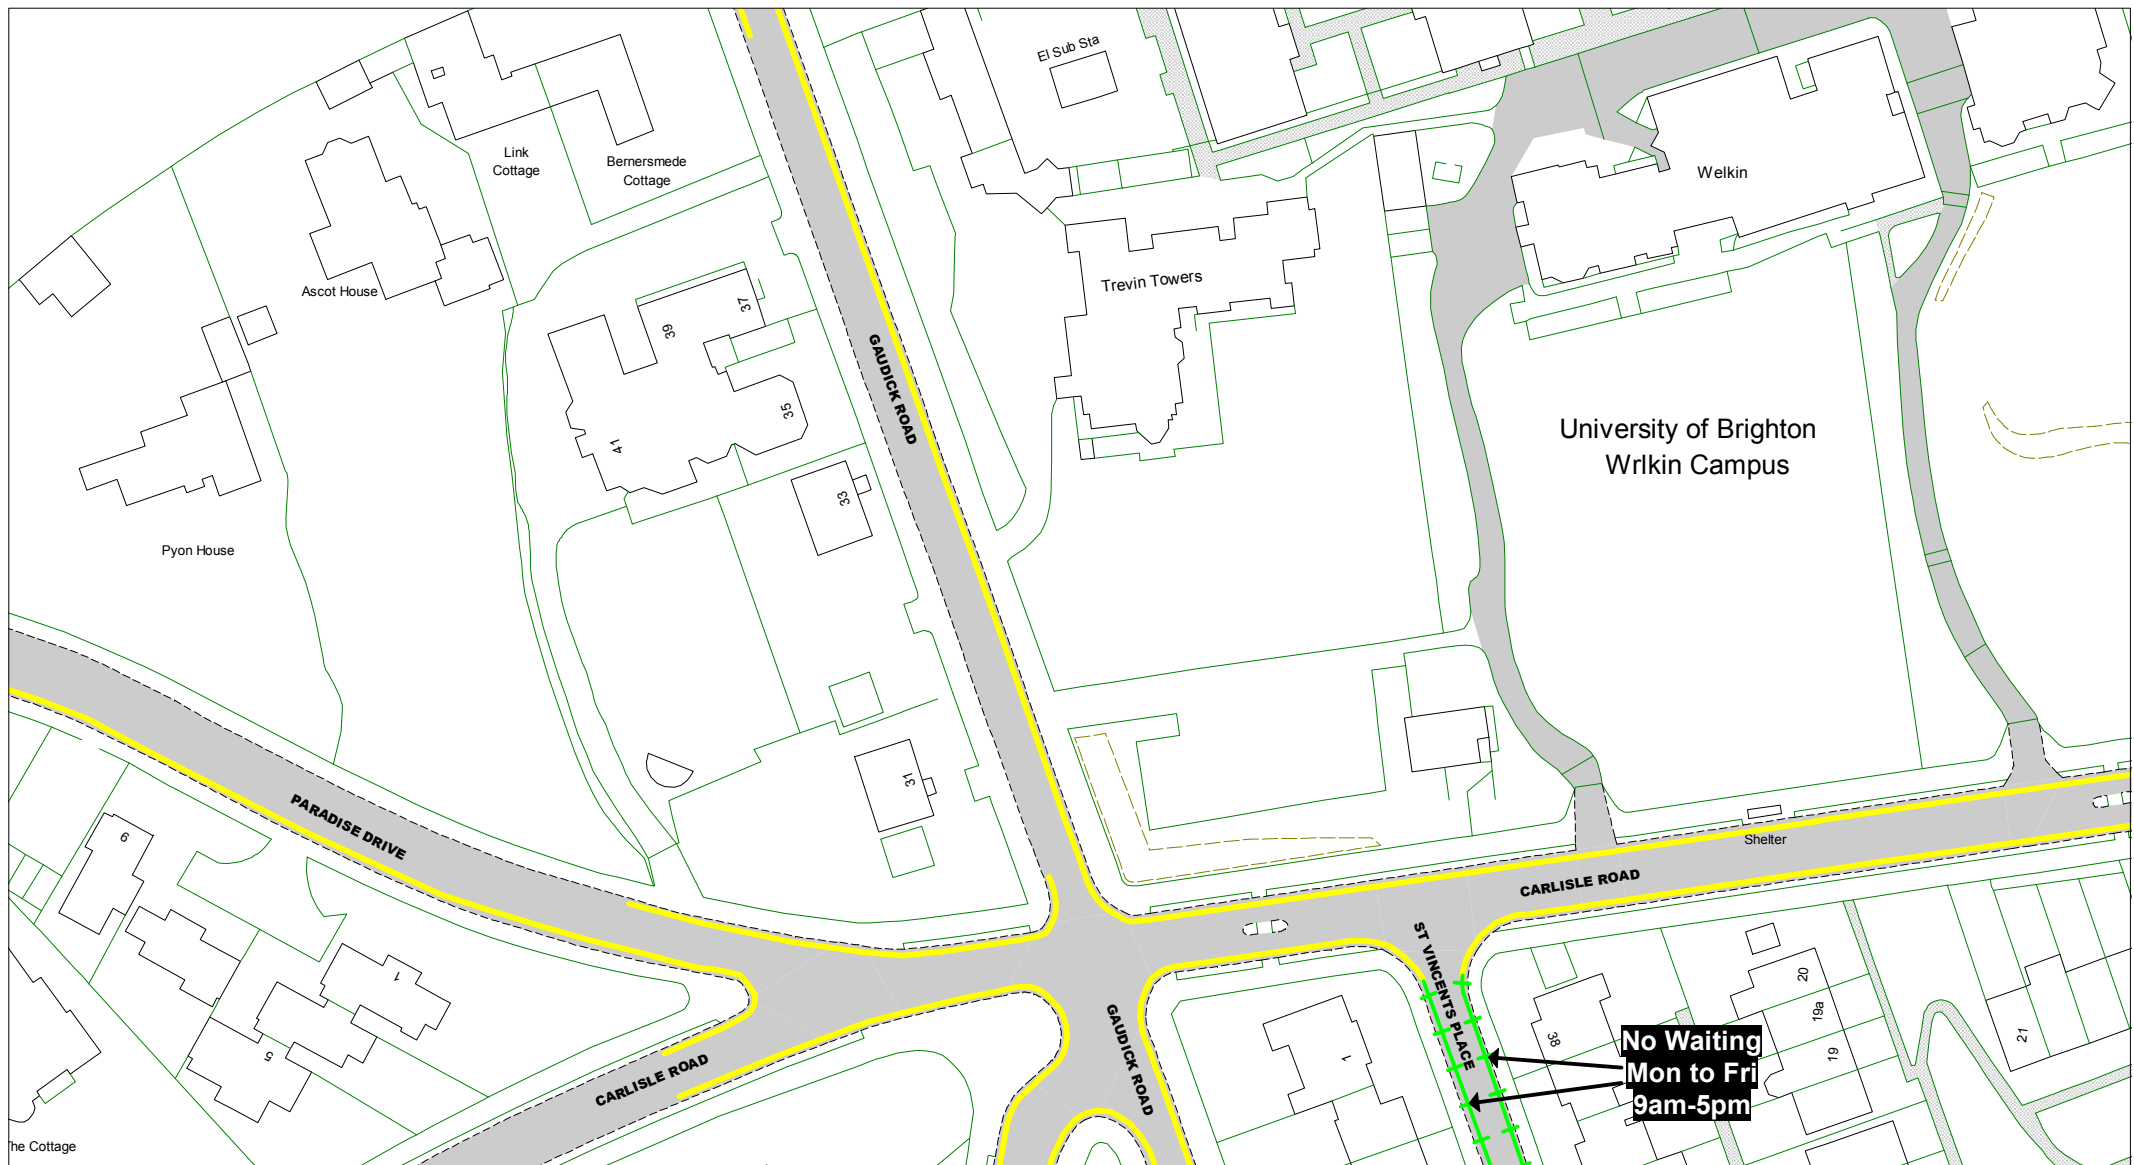 El Sub Sta
Link
Cottage
Bernersmede
Cottage
Welkin
Ascot House
Trevin Towers
37
39
GAUDICK ROAD
35
41
33
University of Brighton
Wrlkin Campus
Pyon House
31
PARADISE DRIVE
9
Shelter
CARLISLE ROAD
ST VINCENTS PLACE
1
5
20
19a
19
21
38
1
GAUDICK ROAD
CARLISLE ROAD
No Waiting
Mon to Fri
9am-5pm
he Cottage